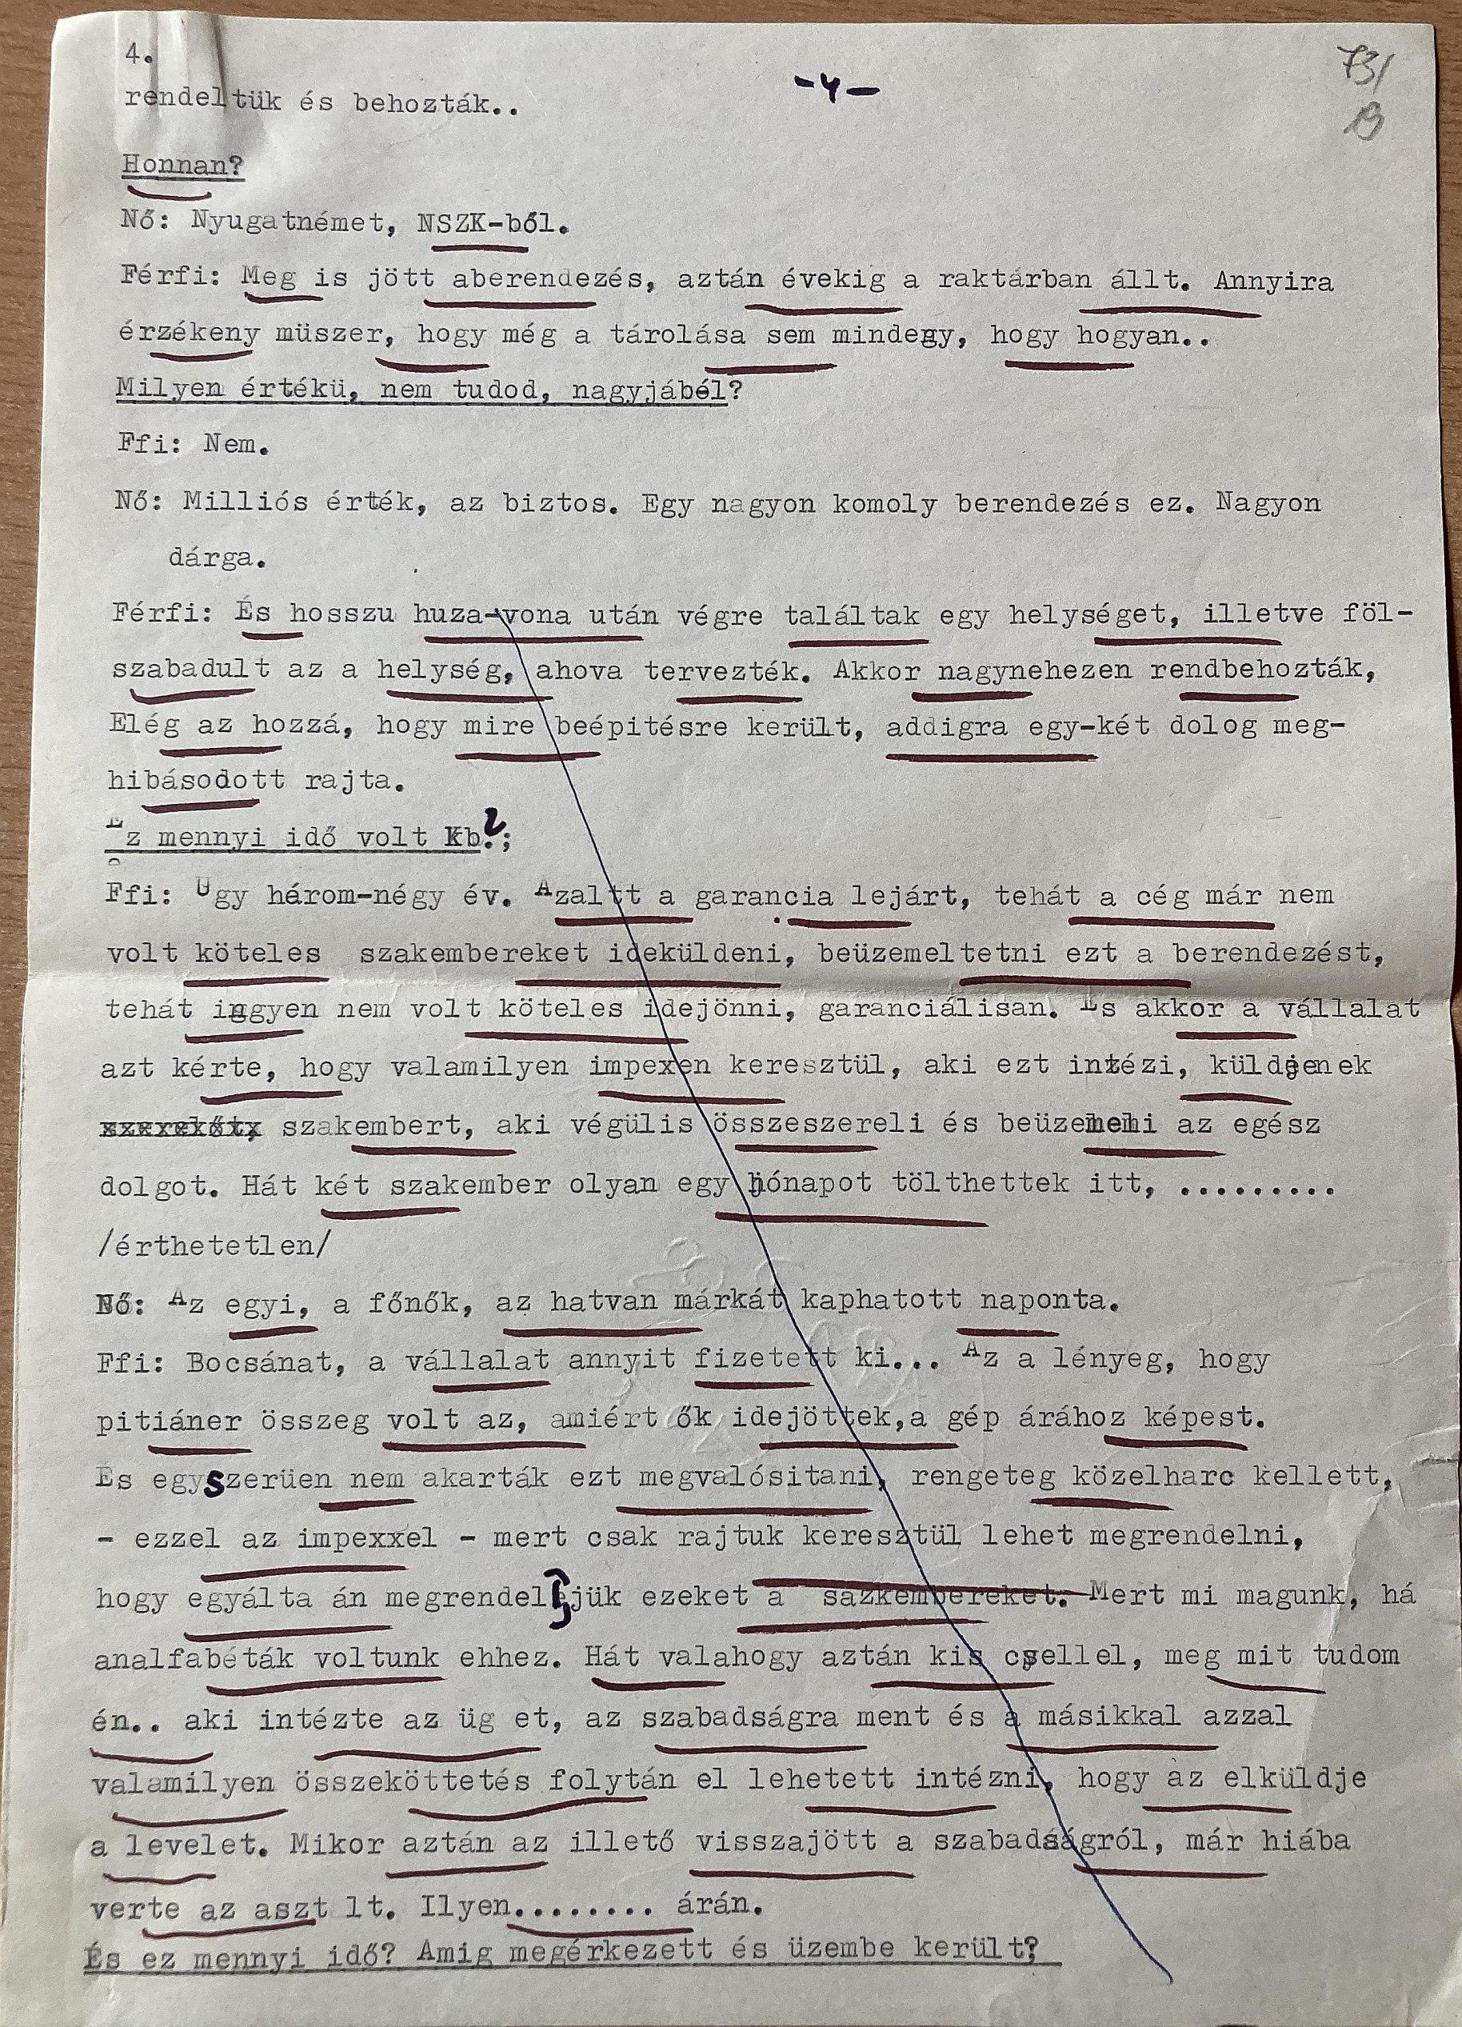 4.
-4-
73/
B
rendeltük és behozták..
Honnan?
Nő: Nyugatnémet, NSZK-ből.
Férfi: Meg is jött aberendezés, aztán évekig a raktárban állt. Annyira
érzékeny müszer, hogy még a tárolása sem mindegy, hogy hogyan..
Milyen értékü, nem tudod, nagyjából?
Ffi: Nem.
Nő: Milliós érték, az biztos. Egy nagyon komoly berendezés ez. Nagyon
dárga.
Férfi: És hosszu huza-vona után végre találtak egy helységet, illetve föl-
szabadult az a helység, ahova tervezték. Akkor nagynehezen rendbehozták,
Elég az hozzá, hogy mire beépitésre került, addigra egy-két dolog meg-
hibásodott rajta.
Ez mennyi idő volt Kb.?;
Ffi: Ugy három-négy év. Azaltt a garancia lejárt, tehát a cég már nem
volt köteles szakembereket ideküldeni, beüzemeltetni ezt a berendezést,
tehát ingyen nem volt köteles idejönni, garanciálisan. És akkor a vállalat
azt kérte, hogy valamilyen impexen keresztül, aki ezt intézi, küldjenek
szakembert, aki végülis összeszereli és beüzemeli az egész
dolgot. Hát két szakember olyan egy hónapot tölthettek itt, .........
/érthetetlen/
Nő: Az egyi, a főnők, az hatvan márkát kaphatott naponta.
Ffi: Bocsánat, a vállalat annyit fizetett ki... Az a lényeg, hogy
pitiáner összeg volt az, amiért ők idejöttek,a gép árához képest.
És egyszerüen nem akarták ezt megvalósitani, rengeteg közelharc kellett,
- ezzel az impexxel - mert csak rajtuk keresztül lehet megrendelni,
hogy egyálta án megrendeljük ezeket a sazkembereket. Mert mi magunk, há
analfabéták voltunk ehhez. Hát valahogy aztán kis csellel, meg mit tudom
én.. aki intézte az üg et, az szabadságra ment és a másikkal azzal
valamilyen összeköttetés folytán el lehetett intézni, hogy az elküldje
a levelet. Mikor aztán az illető visszajött a szabadságról, már hiába
verte az aszt lt. Ilyen........ árán.
És ez mennyi idő? Amig megérkezett és üzembe került?